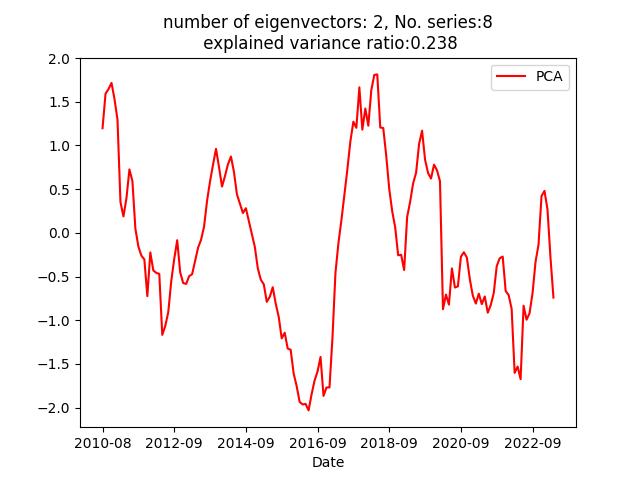 number of eigenvectors: 2, No. series:8
explained variance ratio:0.238
PCA
2.0
1.5
1.0
0.5
0.0
−0.5
−1.0
−1.5
−2.0
2010-08 2012-09 2014-09 2016-09 2018-09 2020-09 2022-09
Date